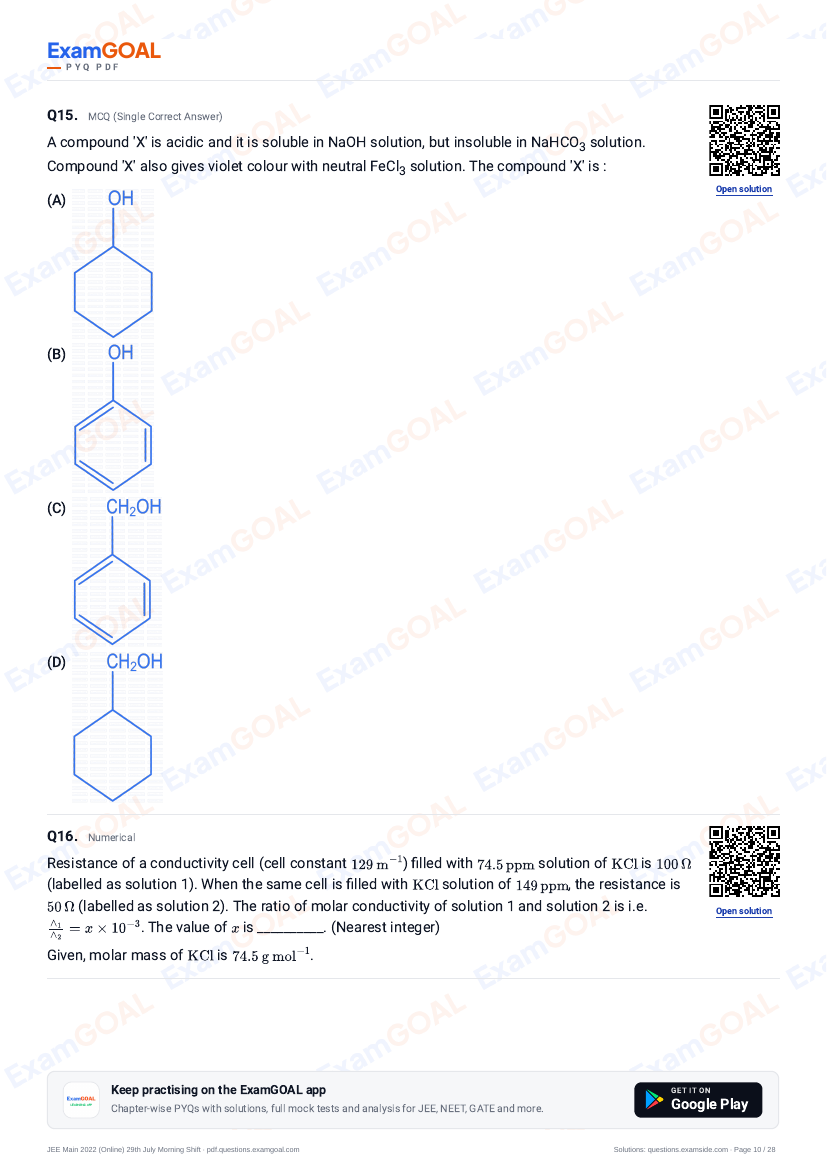 ExamGOAL
PYQ PDF
Q15. MCQ (Single Correct Answer)
A compound 'X' is acidic and it is soluble in NaOH solution, but insoluble in NaHCO₃ solution.
Compound 'X' also gives violet colour with neutral FeCl₃ solution. The compound 'X' is :
Open solution
(A)
OH
(B)
OH
(C)
CH₂OH
(D)
CH₂OH
Q16. Numerical
Resistance of a conductivity cell (cell constant 129 m⁻¹) filled with 74.5 ppm solution of KCl is 100 Ω
(labelled as solution 1). When the same cell is filled with KCl solution of 149 ppm, the resistance is
50 Ω (labelled as solution 2). The ratio of molar conductivity of solution 1 and solution 2 is i.e.
∧₁/∧₂ = x × 10⁻³. The value of x is __________. (Nearest integer)
Given, molar mass of KCl is 74.5 g mol⁻¹.
Open solution
ExamGOAL
Keep practising on the ExamGOAL app
Chapter-wise PYQs with solutions, full mock tests and analysis for JEE, NEET, GATE and more.
GET IT ON
Google Play
JEE Main 2022 (Online) 29th July Morning Shift · pdf.questions.examgoal.com
Solutions: questions.examside.com · Page 10 / 28